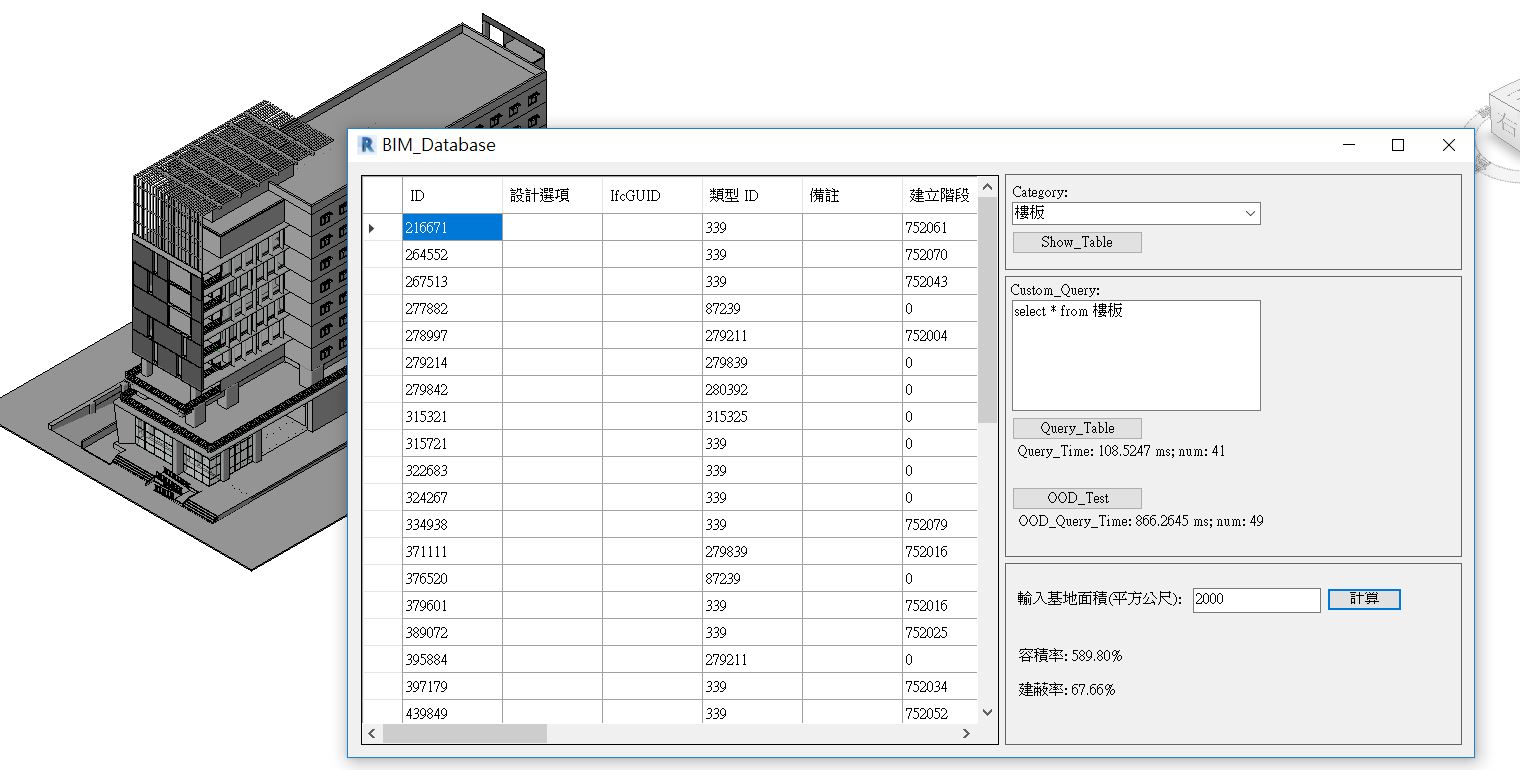 BIM_Database
ID 設計選項 IfcGUID 類型 ID 備註 建立階段
216671 339 752061
264552 339 752070
267513 339 752043
277882 87239 0
278997 279211 752004
279214 279839 0
279842 280392 0
315321 315325 0
315721 339 0
322683 339 0
324267 339 0
334938 339 752079
371111 279839 752016
376520 87239 0
379601 339 752016
389072 339 752025
395884 279211 0
397179 339 752034
439849 339 752052
Category:
樓板
Show_Table
Custom_Query:
select * from 樓板
Query_Table
Query_Time: 108.5247 ms; num: 41
OOD_Test
OOD_Query_Time: 866.2645 ms; num: 49
輸入基地面積(平方公尺): 2000 計算
容積率: 589.80%
建蔽率: 67.66%
右